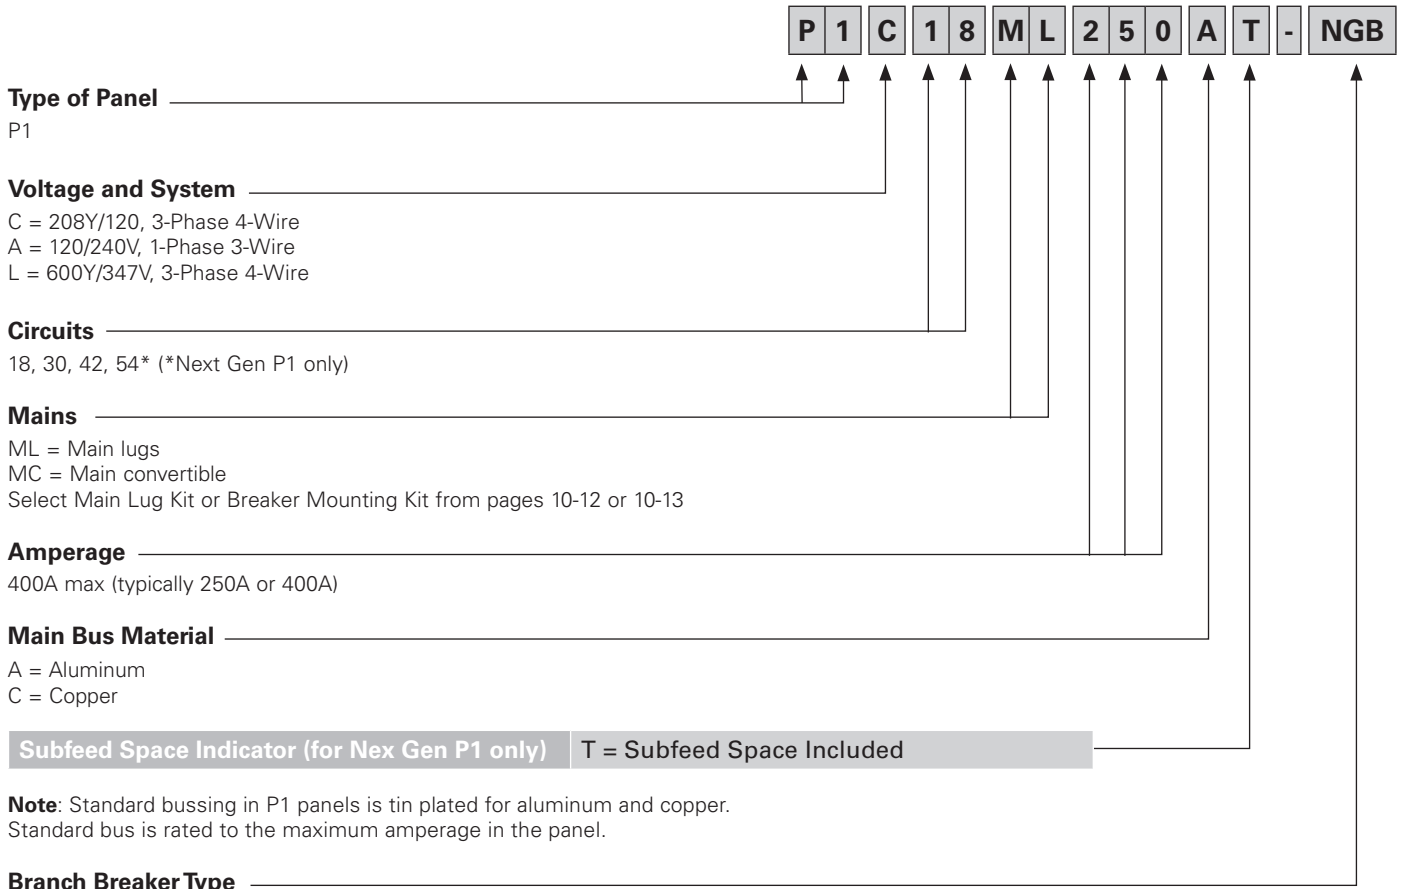 P 1 C 1 8 M L 2 5 0 A T - NGB
Type of Panel
P1
Voltage and System
C = 208Y/120, 3-Phase 4-Wire
A = 120/240V, 1-Phase 3-Wire
L = 600Y/347V, 3-Phase 4-Wire
Circuits
18, 30, 42, 54* (*Next Gen P1 only)
Mains
ML = Main lugs
MC = Main convertible
Select Main Lug Kit or Breaker Mounting Kit from pages 10-12 or 10-13
Amperage
400A max (typically 250A or 400A)
Main Bus Material
A = Aluminum
C = Copper
Subfeed Space Indicator (for Nex Gen P1 only) T = Subfeed Space Included
Note: Standard bussing in P1 panels is tin plated for aluminum and copper.
Standard bus is rated to the maximum amperage in the panel.
Branch Breaker Type